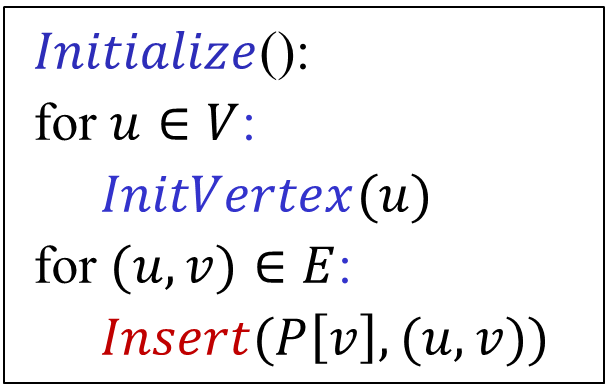 Initialize():
for u ∈ V:
InitVertex(u)
for (u, v) ∈ E:
Insert(P[v], (u, v))